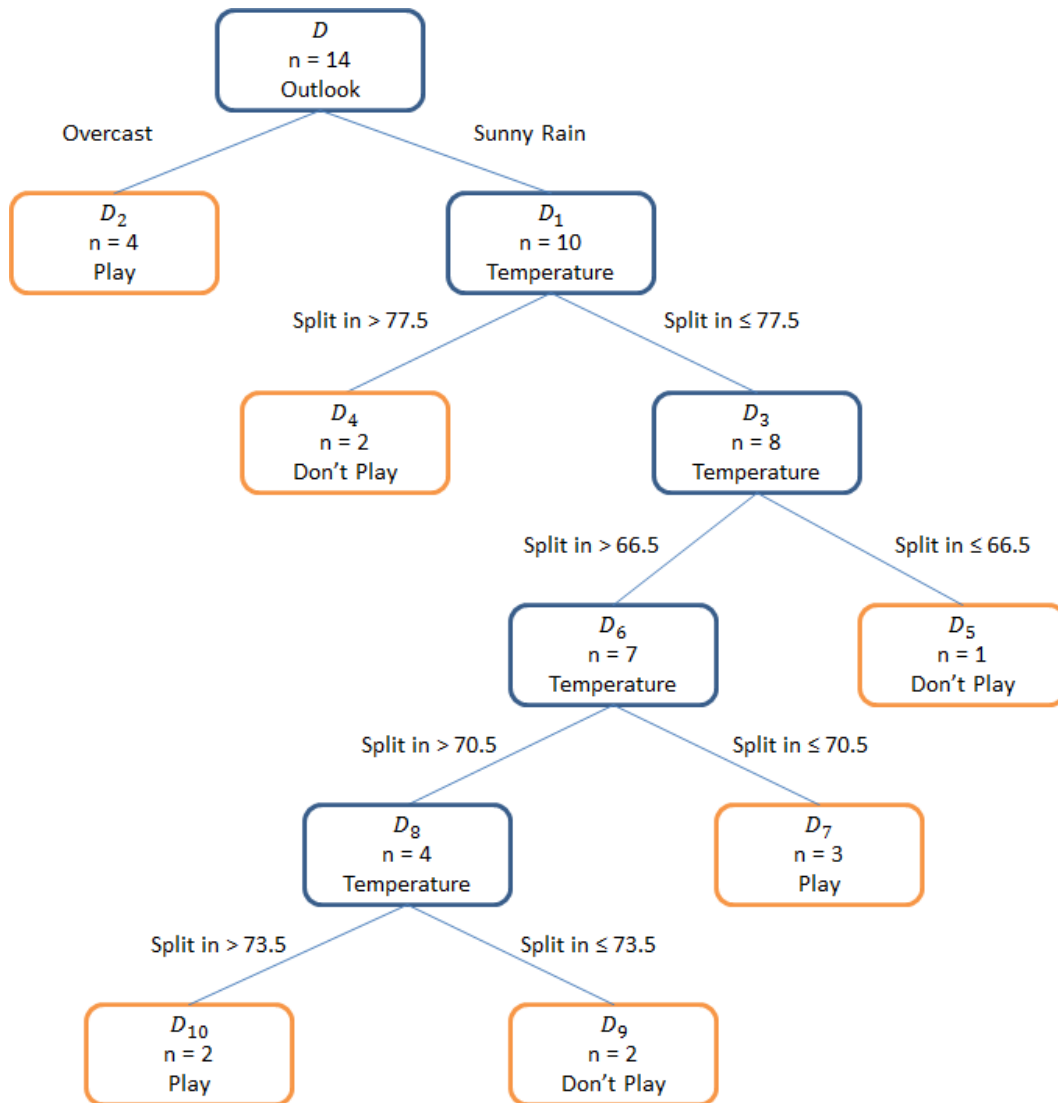 D
n = 14
Outlook
Overcast
Sunny Rain
D₂
n = 4
Play
D₁
n = 10
Temperature
Split in > 77.5
Split in ≤ 77.5
D₄
n = 2
Don't Play
D₃
n = 8
Temperature
Split in > 66.5
Split in ≤ 66.5
D₆
n = 7
Temperature
D₅
n = 1
Don't Play
Split in > 70.5
Split in ≤ 70.5
D₈
n = 4
Temperature
D₇
n = 3
Play
Split in > 73.5
Split in ≤ 73.5
D₁₀
n = 2
Play
D₉
n = 2
Don't Play